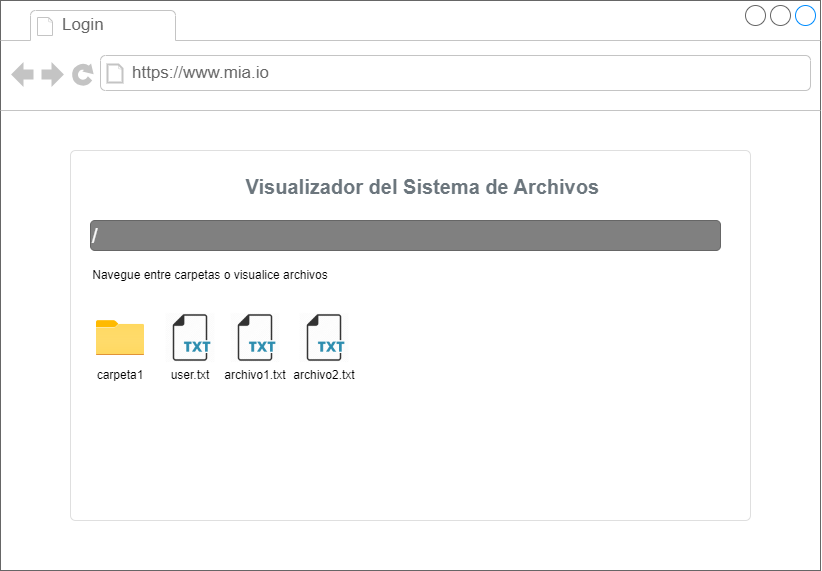 Login
https://www.mia.io
Visualizador del Sistema de Archivos
/
Navegue entre carpetas o visualice archivos
TXT TXT TXT
carpeta1 user.txt archivo1.txt archivo2.txt